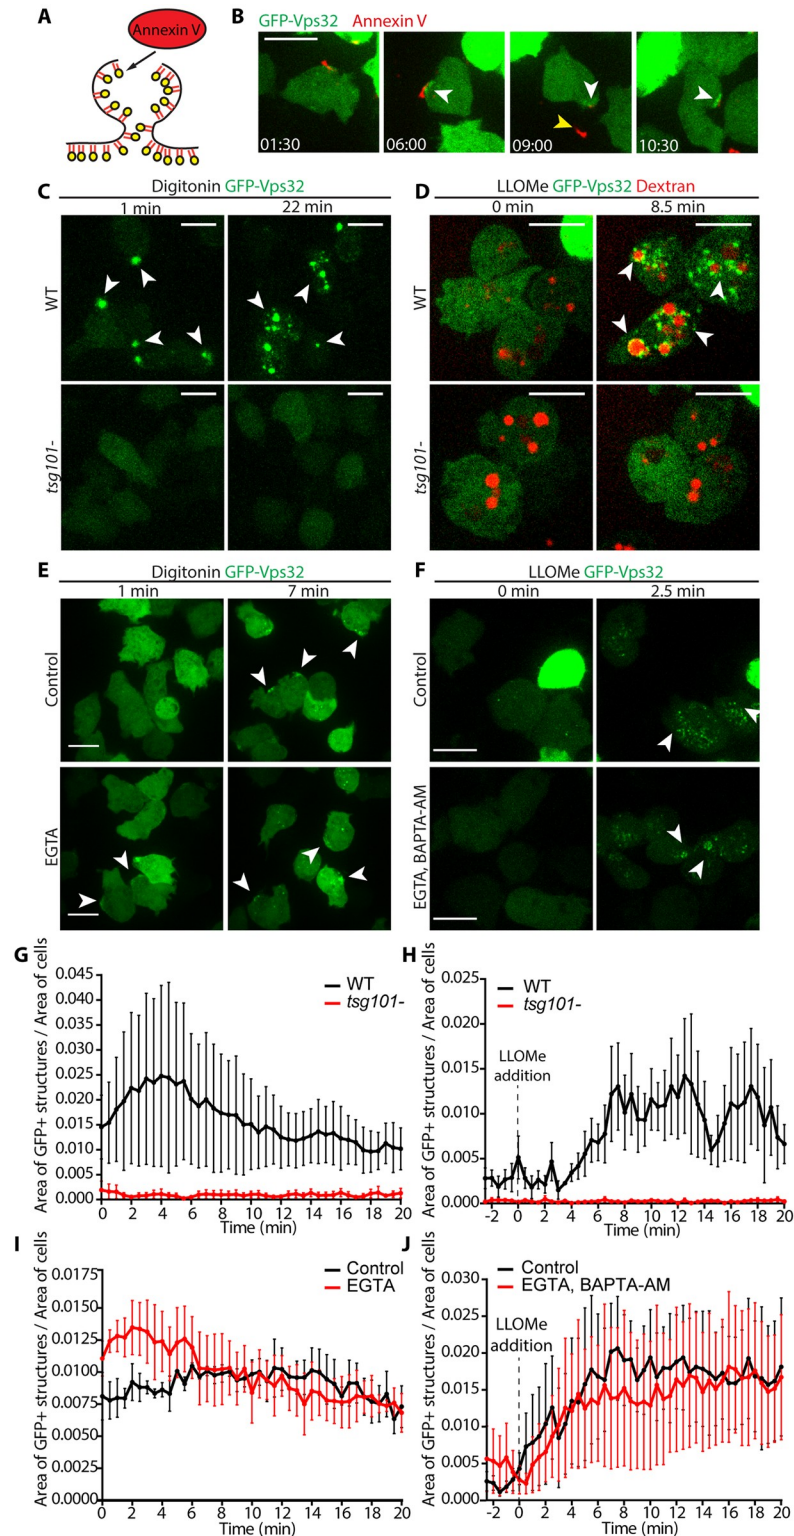 A
Annexin V
B
GFP-Vps32 Annexin V
01:30
06:00
09:00
10:30
C
Digitonin GFP-Vps32
1 min
22 min
WT
tsg101-
D
LLOMe GFP-Vps32 Dextran
0 min
8.5 min
WT
tsg101-
E
Digitonin GFP-Vps32
1 min
7 min
Control
EGTA
F
LLOMe GFP-Vps32
0 min
2.5 min
Control
EGTA, BAPTA-AM
G
Area of GFP+ structures / Area of cells
0.045
0.040
0.035
0.030
0.025
0.020
0.015
0.010
0.005
0.000
WT
tsg101-
0 2 4 6 8 10 12 14 16 18 20
Time (min)
H
Area of GFP+ structures / Area of cells
0.025
0.020
0.015
0.010
0.005
0.000
WT
tsg101-
LLOMe
addition
-2 0 2 4 6 8 10 12 14 16 18 20
Time (min)
I
Area of GFP+ structures / Area of cells
0.0175
0.0150
0.0125
0.0100
0.0075
0.0050
0.0025
0.0000
Control
EGTA
0 2 4 6 8 10 12 14 16 18 20
Time (min)
J
Area of GFP+ structures / Area of cells
0.030
0.025
0.020
0.015
0.010
0.005
0.000
Control
EGTA, BAPTA-AM
LLOMe
addition
-2 0 2 4 6 8 10 12 14 16 18 20
Time (min)